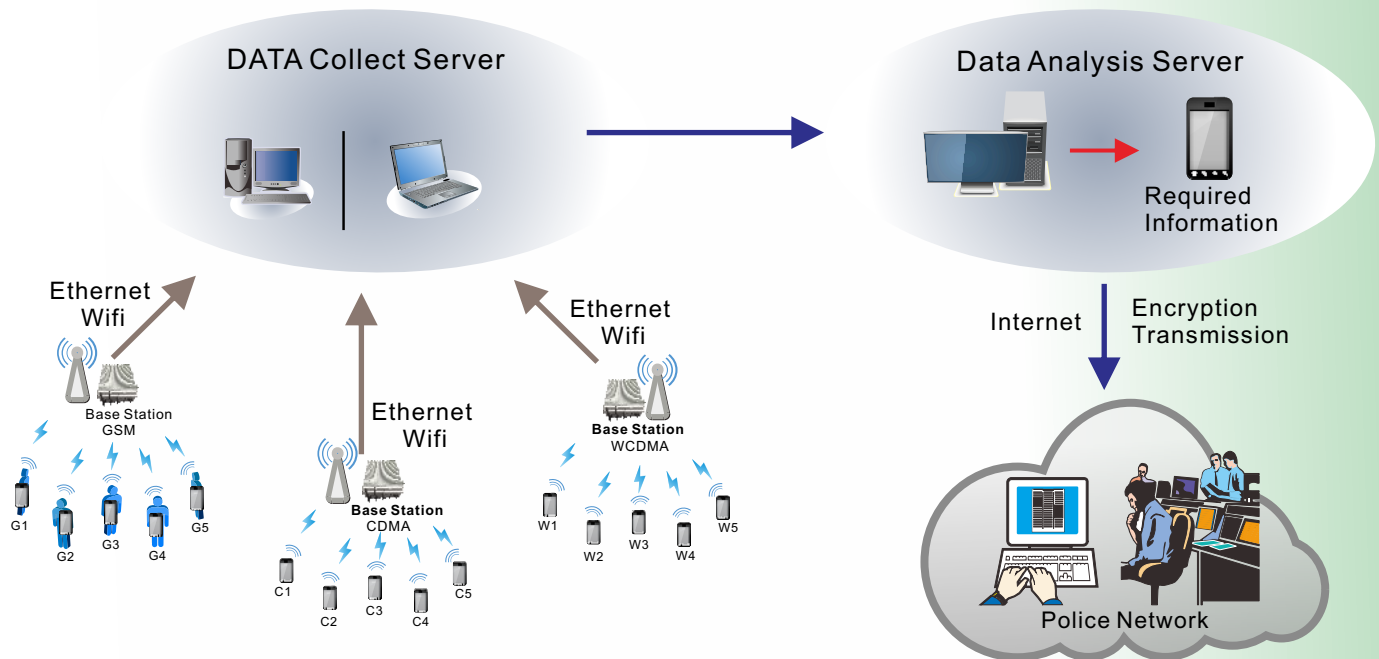 DATA Collect Server
Data Analysis Server
Required
Information
Ethernet
Wifi
Ethernet
Wifi
Ethernet
Wifi
Internet
Encryption
Transmission
Base Station
GSM
G1
G2
G3
G4
G5
Base Station
CDMA
C1
C2
C3
C4
C5
Base Station
WCDMA
W1
W2
W3
W4
W5
Police Network